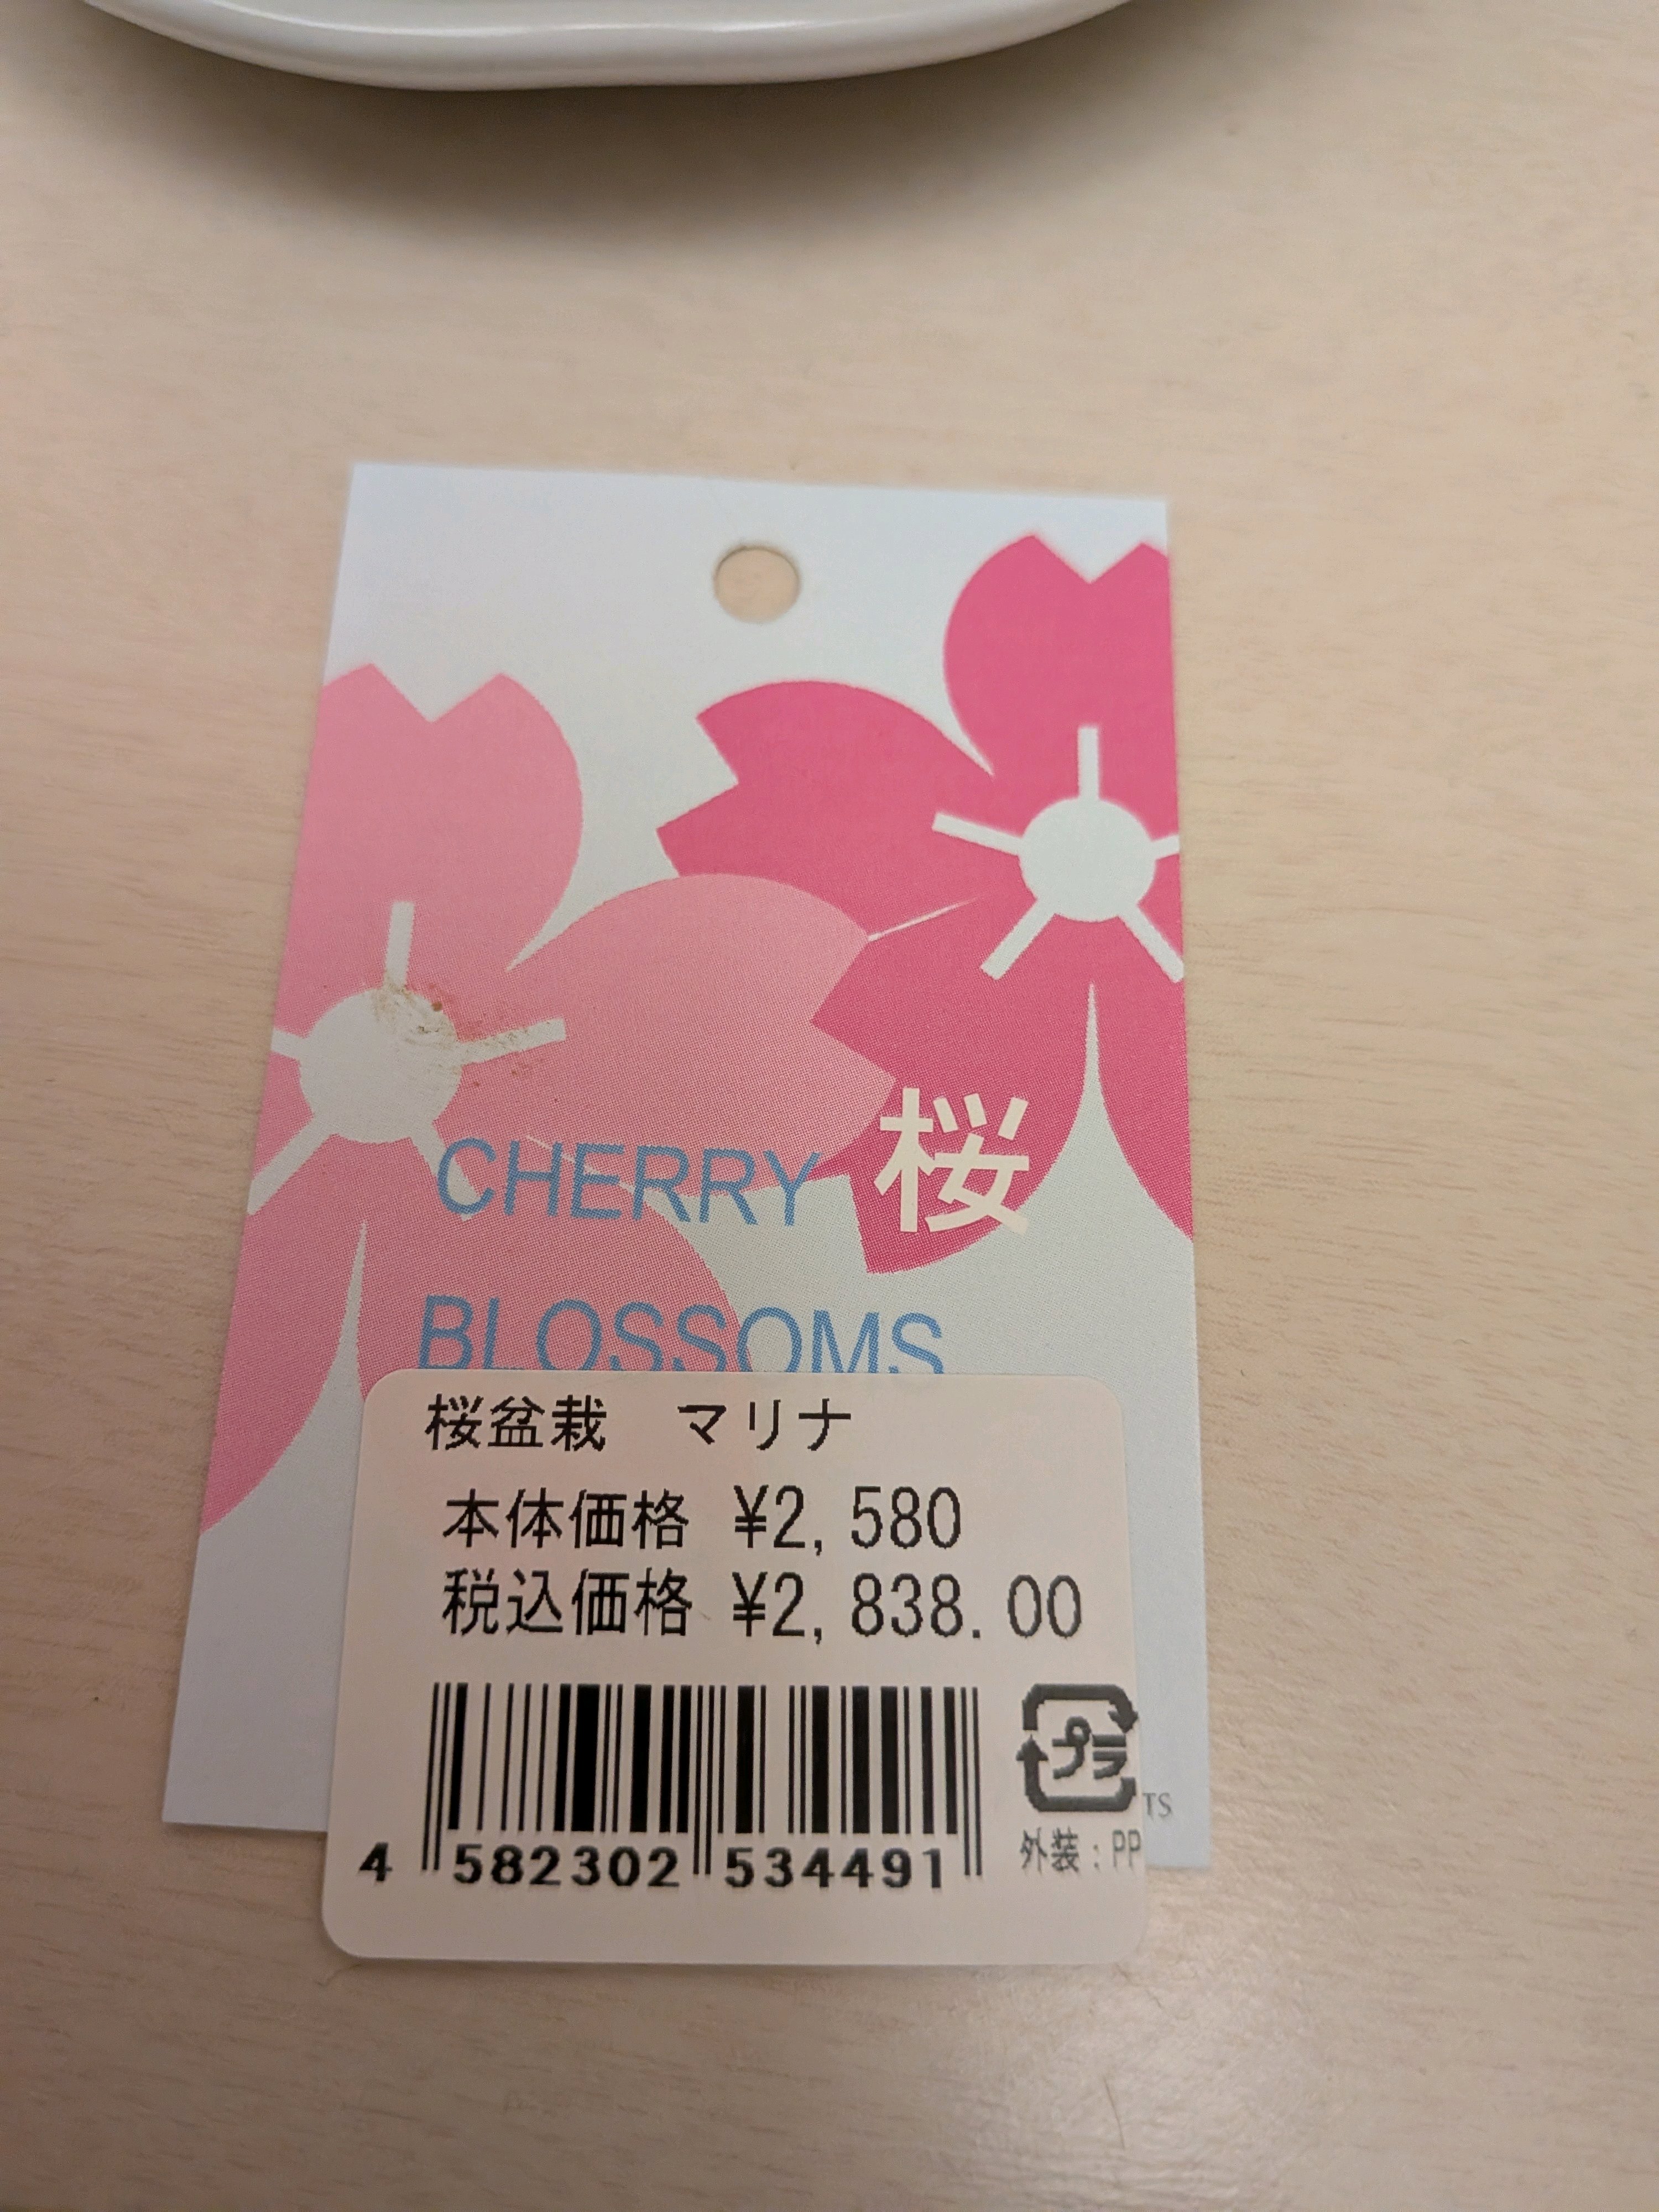 CHERRY 桜
BLOSSOMS
桜盆栽　マリナ
本体価格 ¥2, 580
税込価格 ¥2, 838. 00
プラ
TS
外装：PP
4 582302 534491